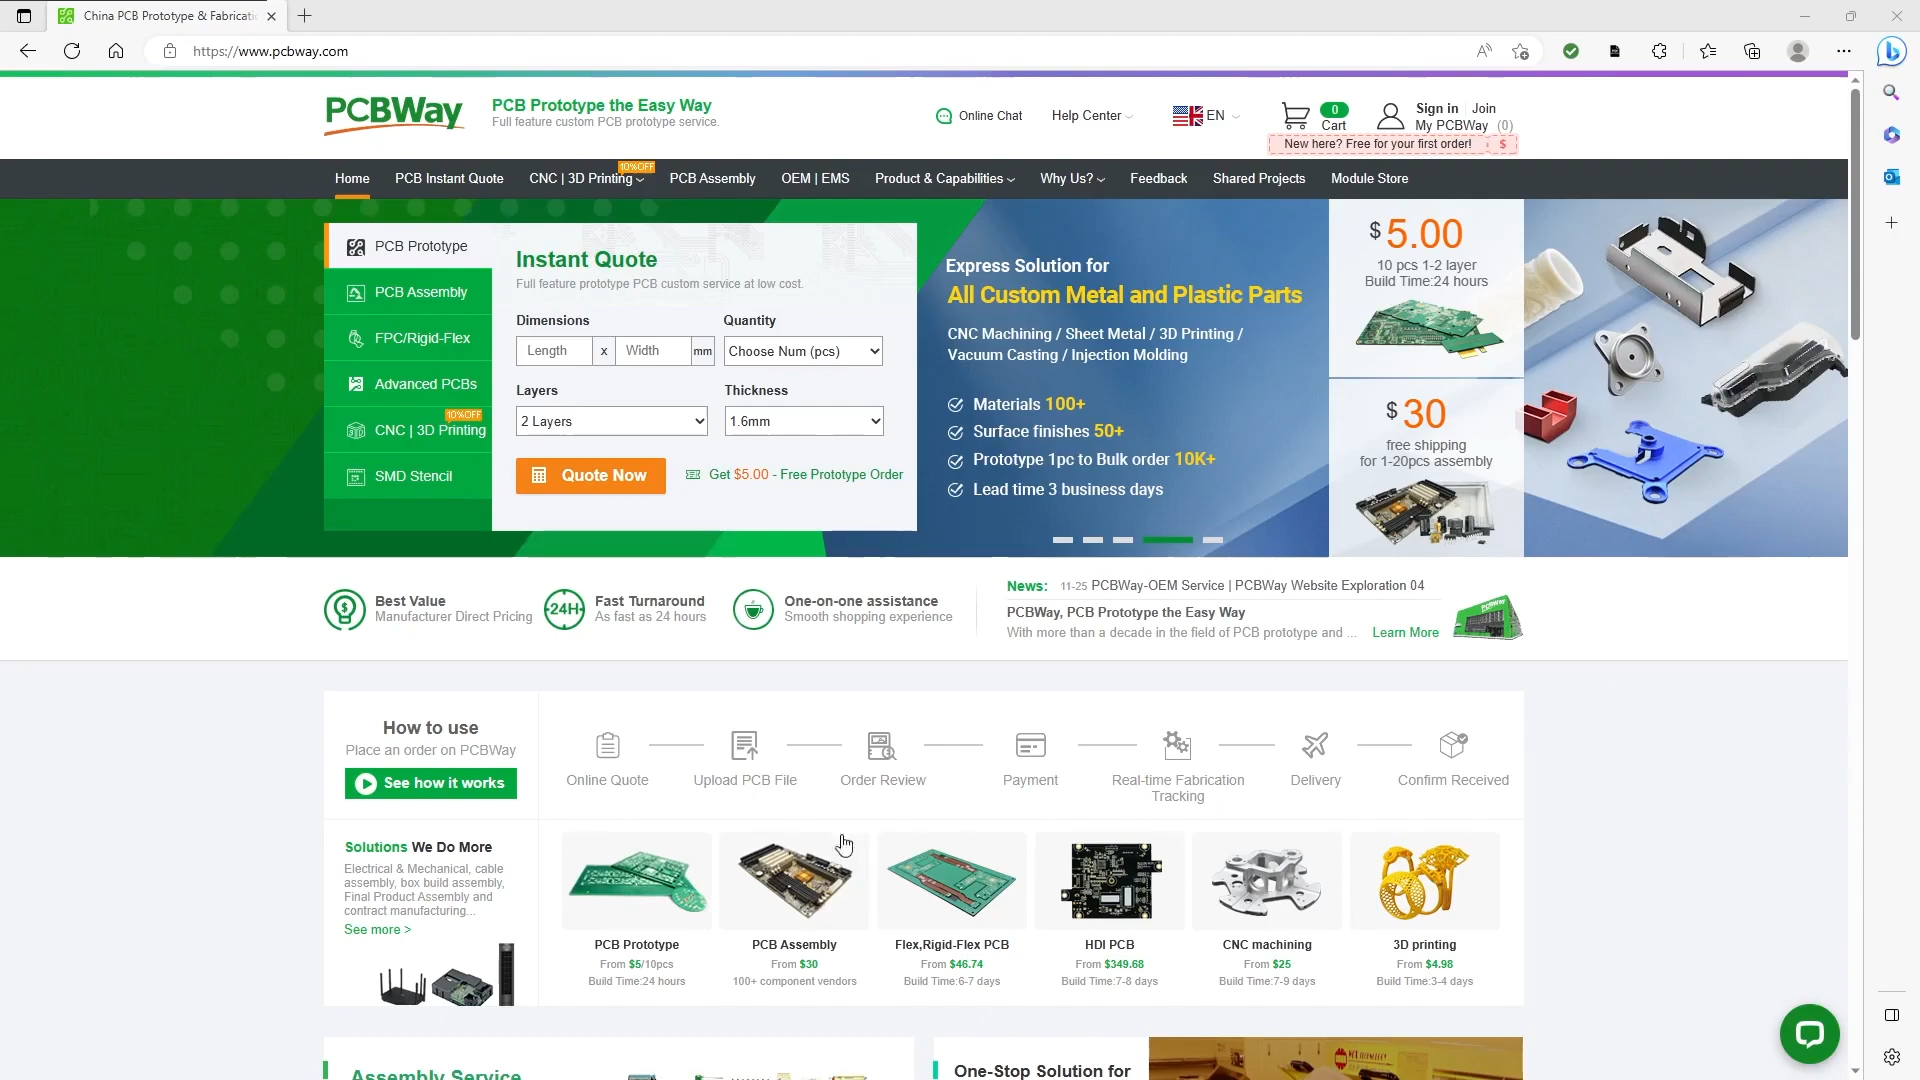 China PCB Prototype & Fabricati
https://www.pcbway.com
PCBWay
PCB Prototype the Easy Way
Full feature custom PCB prototype service.
Online Chat
Help Center
EN
0
Cart
Sign in
Join
My PCBWay (0)
New here? Free for your first order!
$
10%OFF
Home
PCB Instant Quote
CNC | 3D Printing
PCB Assembly
OEM | EMS
Product & Capabilities
Why Us?
Feedback
Shared Projects
Module Store
PCB Prototype
PCB Assembly
FPC/Rigid-Flex
Advanced PCBs
10%OFF
CNC | 3D Printing
SMD Stencil
Instant Quote
Full feature prototype PCB custom service at low cost.
Dimensions
Quantity
Length
x
Width
mm
Choose Num (pcs)
Layers
Thickness
2 Layers
1.6mm
Quote Now
Get $5.00 - Free Prototype Order
Express Solution for
All Custom Metal and Plastic Parts
CNC Machining / Sheet Metal / 3D Printing /
Vacuum Casting / Injection Molding
Materials 100+
Surface finishes 50+
Prototype 1pc to Bulk order 10K+
Lead time 3 business days
$ 5.00
10 pcs 1-2 layer
Build Time:24 hours
$ 30
free shipping
for 1-20pcs assembly
Best Value
Manufacturer Direct Pricing
24H
Fast Turnaround
As fast as 24 hours
One-on-one assistance
Smooth shopping experience
News:
11-25 PCBWay-OEM Service | PCBWay Website Exploration 04
PCBWay, PCB Prototype the Easy Way
With more than a decade in the field of PCB prototype and ...
Learn More
How to use
Place an order on PCBWay
See how it works
Online Quote
Upload PCB File
Order Review
Payment
Real-time Fabrication
Tracking
Delivery
Confirm Received
Solutions We Do More
Electrical & Mechanical, cable
assembly, box build assembly,
Final Product Assembly and
contract manufacturing...
See more >
PCB Prototype
From $5/10pcs
Build Time:24 hours
PCB Assembly
From $30
100+ component vendors
Flex,Rigid-Flex PCB
From $46.74
Build Time:6-7 days
HDI PCB
From $349.68
Build Time:7-8 days
CNC machining
From $25
Build Time:7-9 days
3D printing
From $4.98
Build Time:3-4 days
Assembly Service
One-Stop Solution for